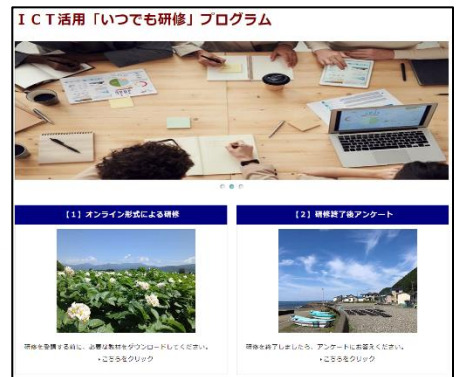 ＩＣＴ活用「いつでも研修」プログラム
【1】オンライン形式による研修
【2】研修終了後アンケート
研修を受講する前に、必要な教材をダウンロードしてください。
・こちらをクリック
研修を終了しましたら、アンケートにお答えください。
・こちらをクリック